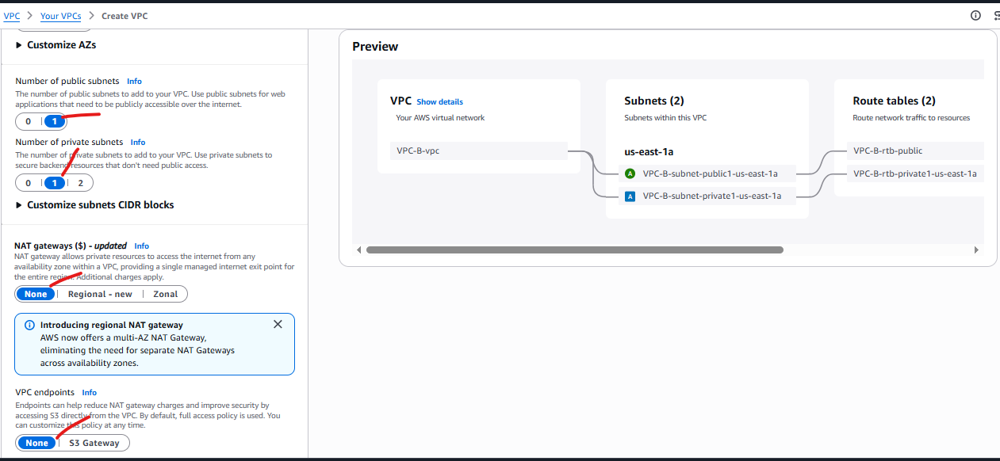 VPC > Your VPCs > Create VPC
Customize AZs
Number of public subnets Info
The number of public subnets to add to your VPC. Use public subnets for web
applications that need to be publicly accessible over the internet.
0 1
Number of private subnets Info
The number of private subnets to add to your VPC. Use private subnets to
secure backend resources that don't need public access.
0 1 2
Customize subnets CIDR blocks
NAT gateways ($) - updated Info
NAT gateway allows private resources to access the internet from any
availability zone within a VPC, providing a single managed internet exit point for
the entire region. Additional charges apply.
None Regional - new Zonal
Introducing regional NAT gateway
AWS now offers a multi-AZ NAT Gateway,
eliminating the need for separate NAT Gateways
across availability zones.
VPC endpoints Info
Endpoints can help reduce NAT gateway charges and improve security by
accessing S3 directly from the VPC. By default, full access policy is used. You
can customize this policy at any time.
None S3 Gateway
Preview
VPC Show details
Your AWS virtual network
VPC-B-vpc
Subnets (2)
Subnets within this VPC
us-east-1a
A VPC-B-subnet-public1-us-east-1a
A VPC-B-subnet-private1-us-east-1a
Route tables (2)
Route network traffic to resources
VPC-B-rtb-public
VPC-B-rtb-private1-us-east-1a